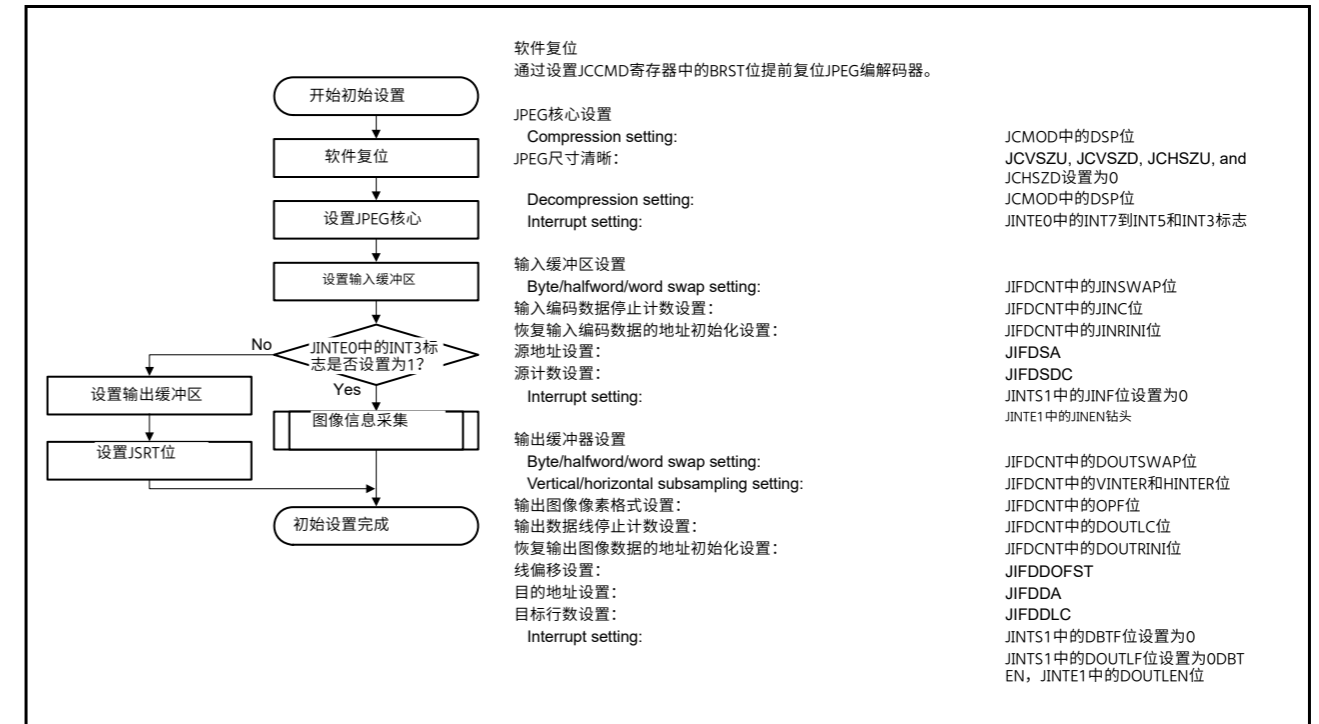 开始初始设置
软件复位
设置JPEG核心
设置输入缓冲区
JINTE0中的INT3标
志是否设置为1?
No
Yes
设置输出缓冲区
设置JSRT位
图像信息采集
初始设置完成
软件复位
通过设置JCCMD寄存器中的BRST位提前复位JPEG编解码器。
JPEG核心设置
Compression setting: JCMOD中的DSP位
JPEG尺寸清晰: JCVSZU, JCVSZD, JCHSZU, and
JCHSZD设置为0
Decompression setting: JCMOD中的DSP位
Interrupt setting: JINTE0中的INT7到INT5和INT3标志
输入缓冲区设置
Byte/halfword/word swap setting: JIFDCNT中的JINSWAP位
输入编码数据停止计数设置: JIFDCNT中的JINC位
恢复输入编码数据的地址初始化设置: JIFDCNT中的JINRINI位
源地址设置: JIFDSA
源计数设置: JIFDSDC
Interrupt setting: JINTS1中的JINF位设置为0
JINTE1中的JINEN钻头
输出缓冲器设置
Byte/halfword/word swap setting: JIFDCNT中的DOUTSWAP位
Vertical/horizontal subsampling setting: JIFDCNT中的VINTER和HINTER位
输出图像像素格式设置: JIFDCNT中的OPF位
输出数据线停止计数设置: JIFDCNT中的DOUTLC位
恢复输出图像数据的地址初始化设置: JIFDCNT中的DOUTRINI位
线偏移设置: JIFDDOFST
目的地址设置: JIFDDA
目标行数设置: JIFDDLC
Interrupt setting: JINTS1中的DBTF位设置为0
JINTS1中的DOUTLF位设置为0DBT
EN，JINTE1中的DOUTLEN位